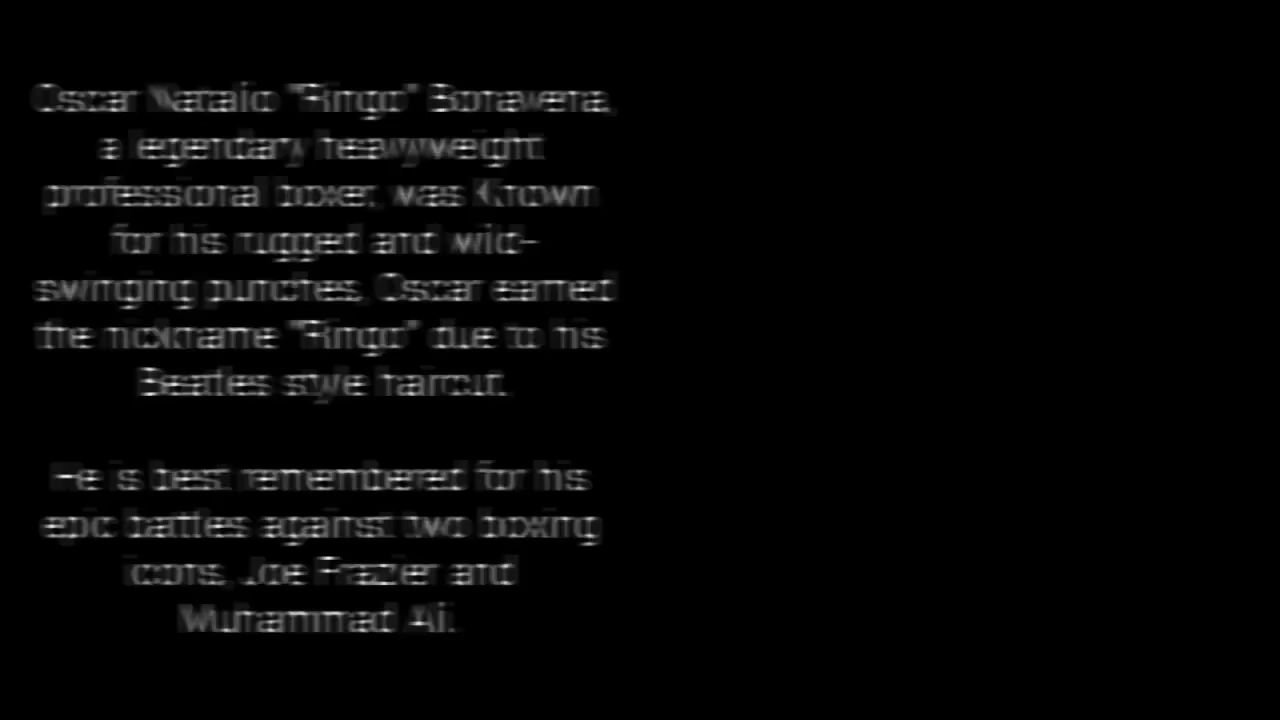 Oscar Natalio "Ringo" Bonavena,
a legendary heavyweight
professional boxer, was Known
for his rugged and wild-
swinging punches. Oscar earned
the nickname "Ringo" due to his
Beatles style haircut.
He is best remembered for his
epic battles against two boxing
icons, Joe Frazier and
Muhammad Ali.